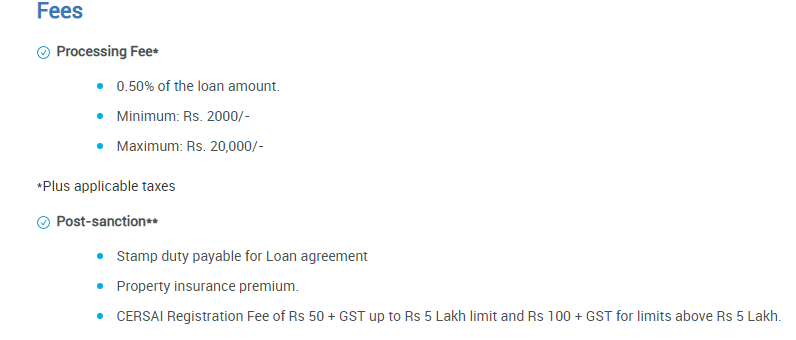 Fees
Processing Fee*
0.50% of the loan amount.
Minimum: Rs. 2000/-
Maximum: Rs. 20,000/-
*Plus applicable taxes
Post-sanction**
Stamp duty payable for Loan agreement
Property insurance premium.
CERSAI Registration Fee of Rs 50 + GST up to Rs 5 Lakh limit and Rs 100 + GST for limits above Rs 5 Lakh.